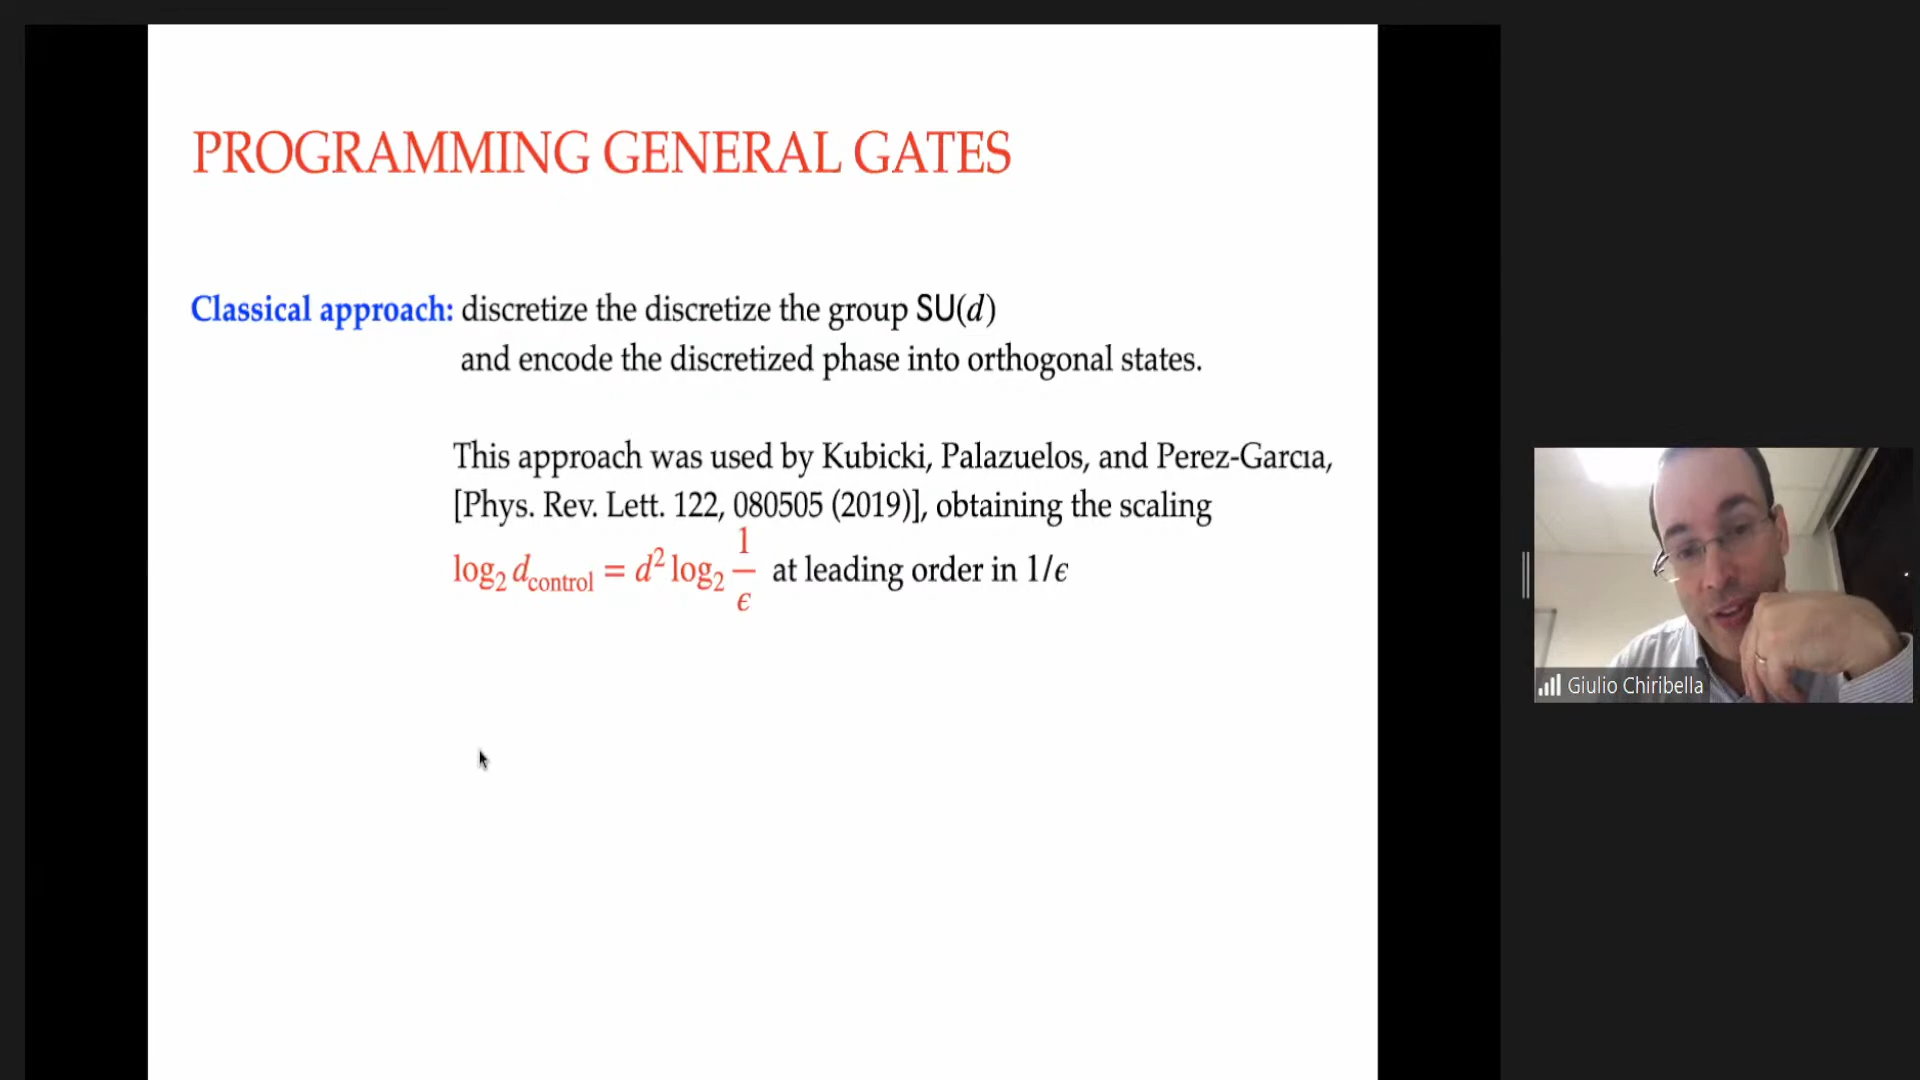 PROGRAMMING GENERAL GATES
Classical approach: discretize the discretize the group SU(d)
and encode the discretized phase into orthogonal states.
This approach was used by Kubicki, Palazuelos, and Perez-Garcıa,
[Phys. Rev. Lett. 122, 080505 (2019)], obtaining the scaling
log₂ d_control = d² log₂ 1/ϵ at leading order in 1/ϵ
Giulio Chiribella